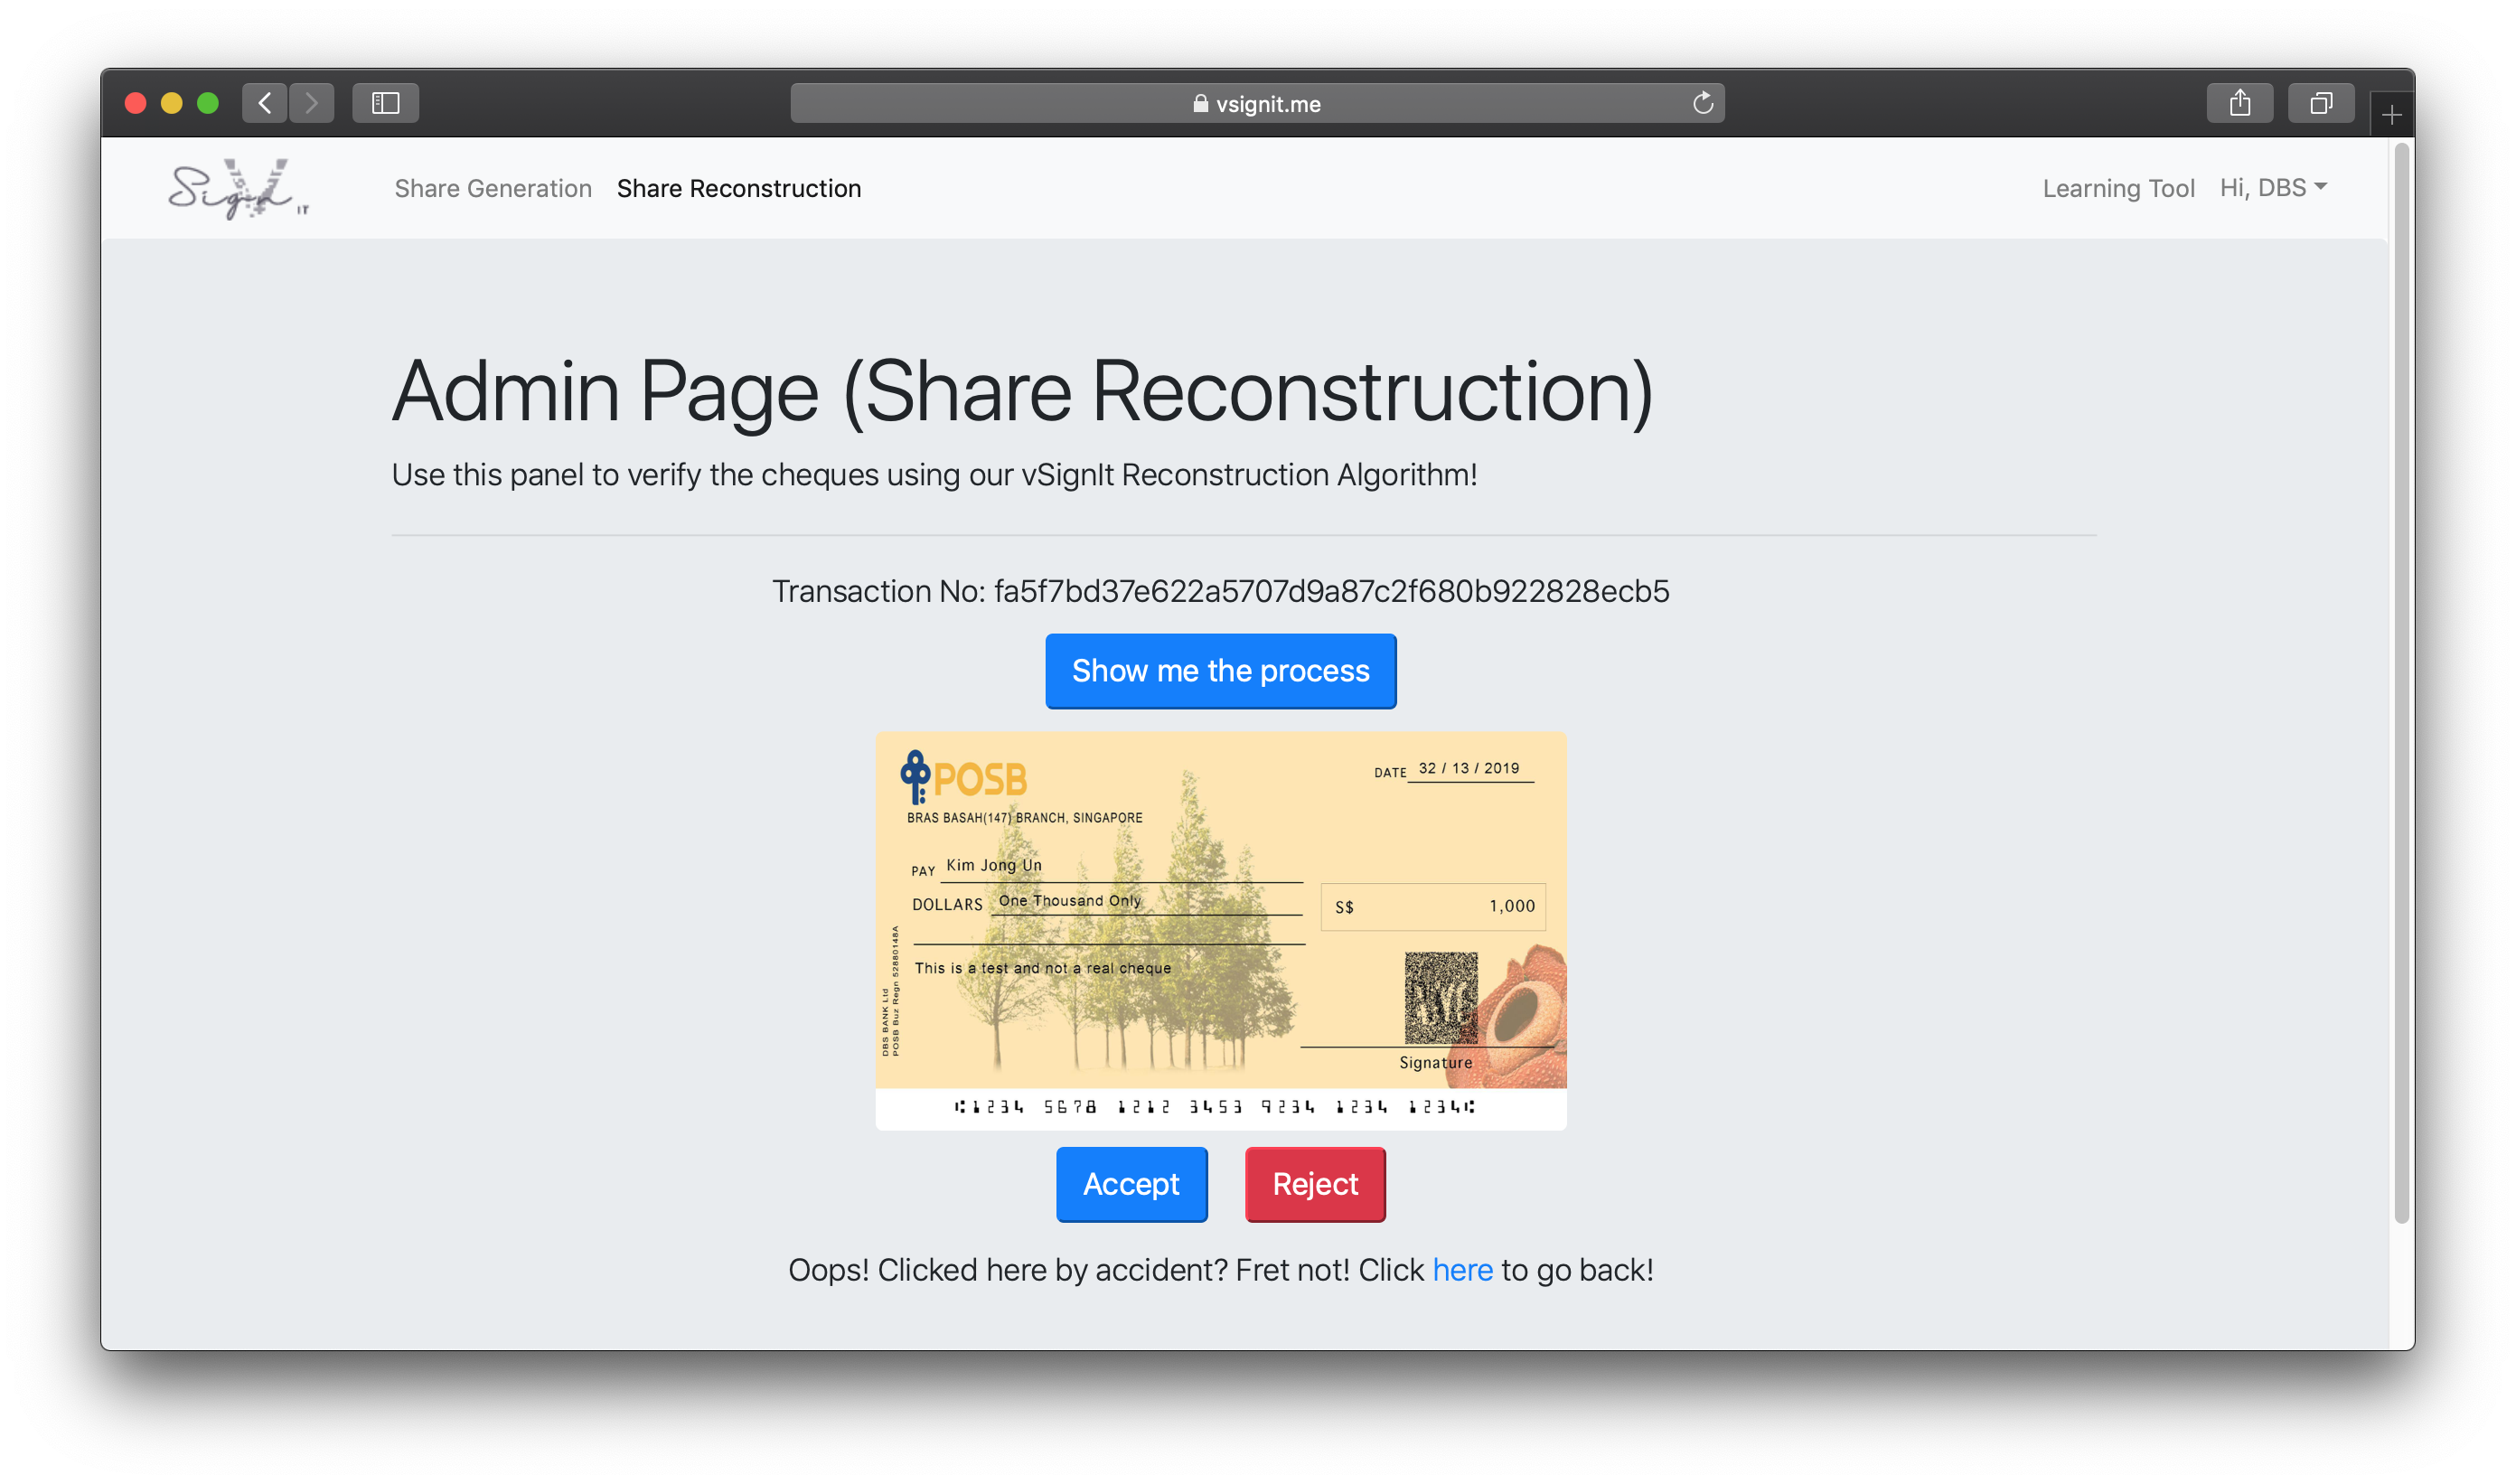 vsignit.me
Sign V IT
Share Generation Share Reconstruction
Learning Tool Hi, DBS
Admin Page (Share Reconstruction)
Use this panel to verify the cheques using our vSignIt Reconstruction Algorithm!
Transaction No: fa5f7bd37e622a5707d9a87c2f680b922828ecb5
Show me the process
POSB
DATE 32 / 13 / 2019
BRAS BASAH(147) BRANCH, SINGAPORE
PAY Kim Jong Un
DOLLARS One Thousand Only
S$ 1,000
This is a test and not a real cheque
DBS BANK Ltd
POSB Buz Regn 52880148A
Signature
⑆1234 5678 1212 3453 9234 1234 1234⑆
Accept Reject
Oops! Clicked here by accident? Fret not! Click here to go back!